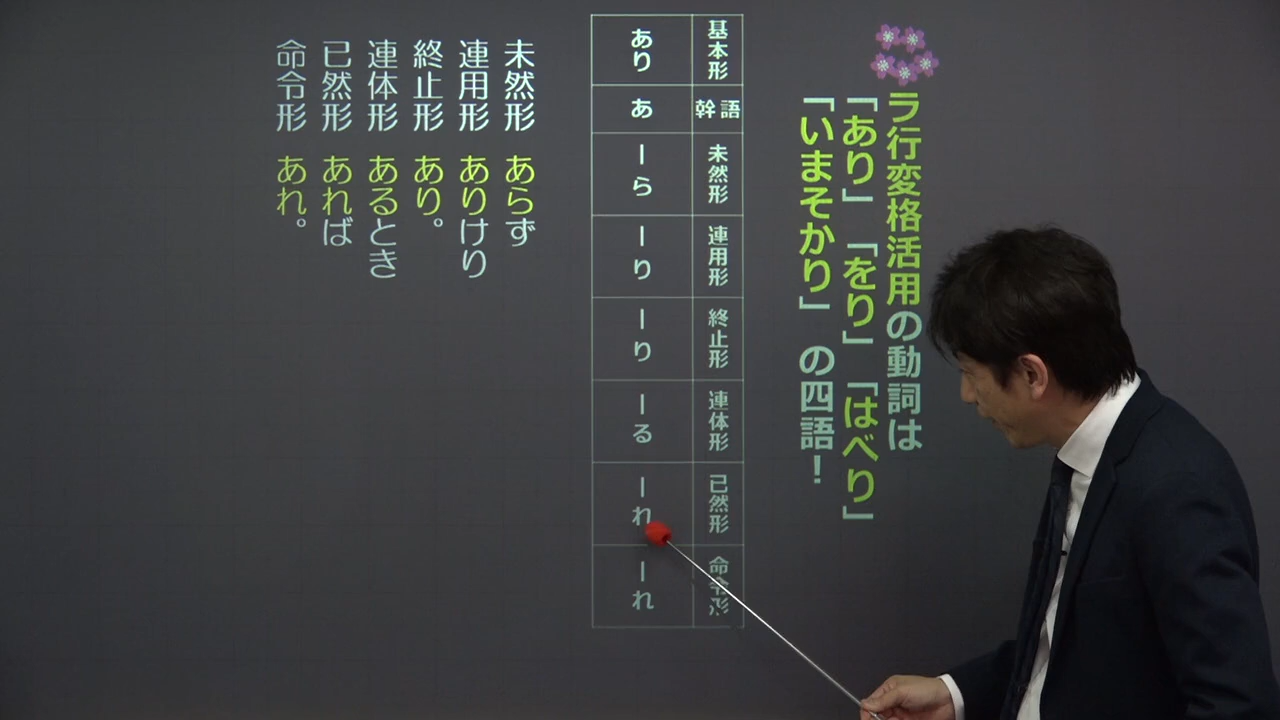 ラ行変格活用の動詞は
「あり」「をり」「はべり」
「いまそかり」の四語！
基本形 語幹 未然形 連用形 終止形 連体形 已然形 命令形
あり あ ーら ーり ーり ーる ーれ ーれ
未然形 あらず
連用形 ありけり
終止形 あり。
連体形 あるとき
已然形 あれば
命令形 あれ。